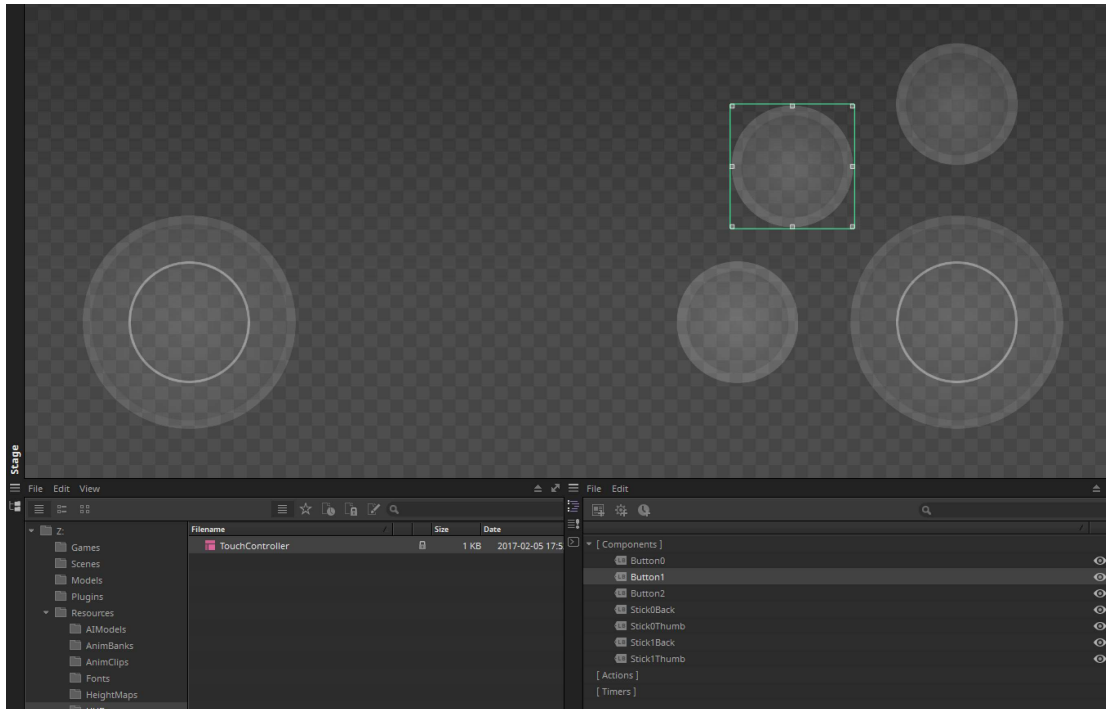 Stage
File Edit View
Filename Size Date
Z:
Games
Scenes
Models
Plugins
Resources
AIModels
AnimBanks
AnimClips
Fonts
HeightMaps
TouchController 1 KB 2017-02-05 17:5
File Edit
[ Components ]
Button0
Button1
Button2
Stick0Back
Stick0Thumb
Stick1Back
Stick1Thumb
[ Actions ]
[ Timers ]